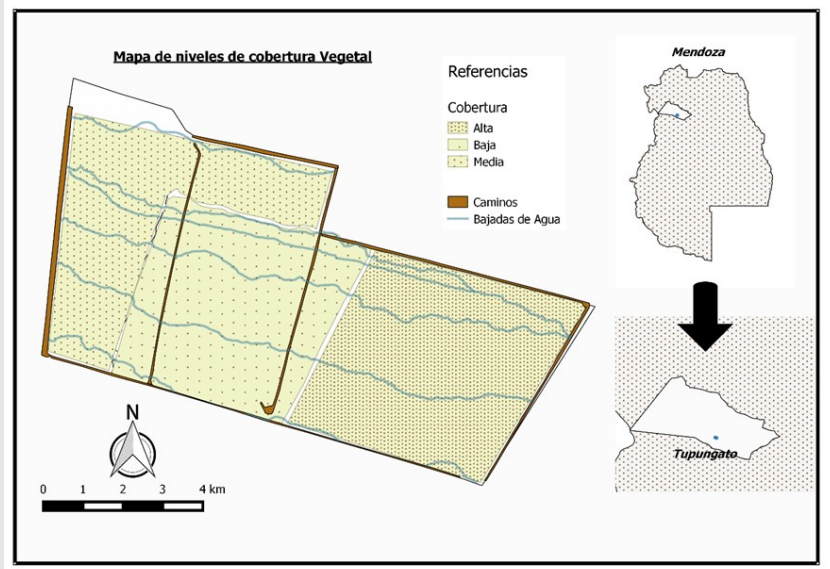 Mapa de niveles de cobertura Vegetal
Referencias
Cobertura
Alta
Baja
Media
Caminos
Bajadas de Agua
Mendoza
Tupungato
N
0 1 2 3 4 km